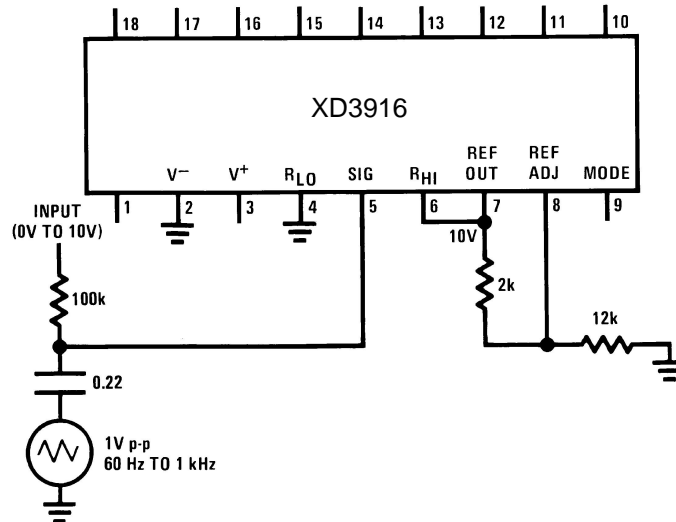 18 17 16 15 14 13 12 11 10
XD3916
REF REF
V− V+ RLO SIG RHI OUT ADJ MODE
1 2 3 4 5 6 7 8 9
INPUT
(0V TO 10V)
10V
100k
2k
12k
0.22
1V p-p
60 Hz TO 1 kHz